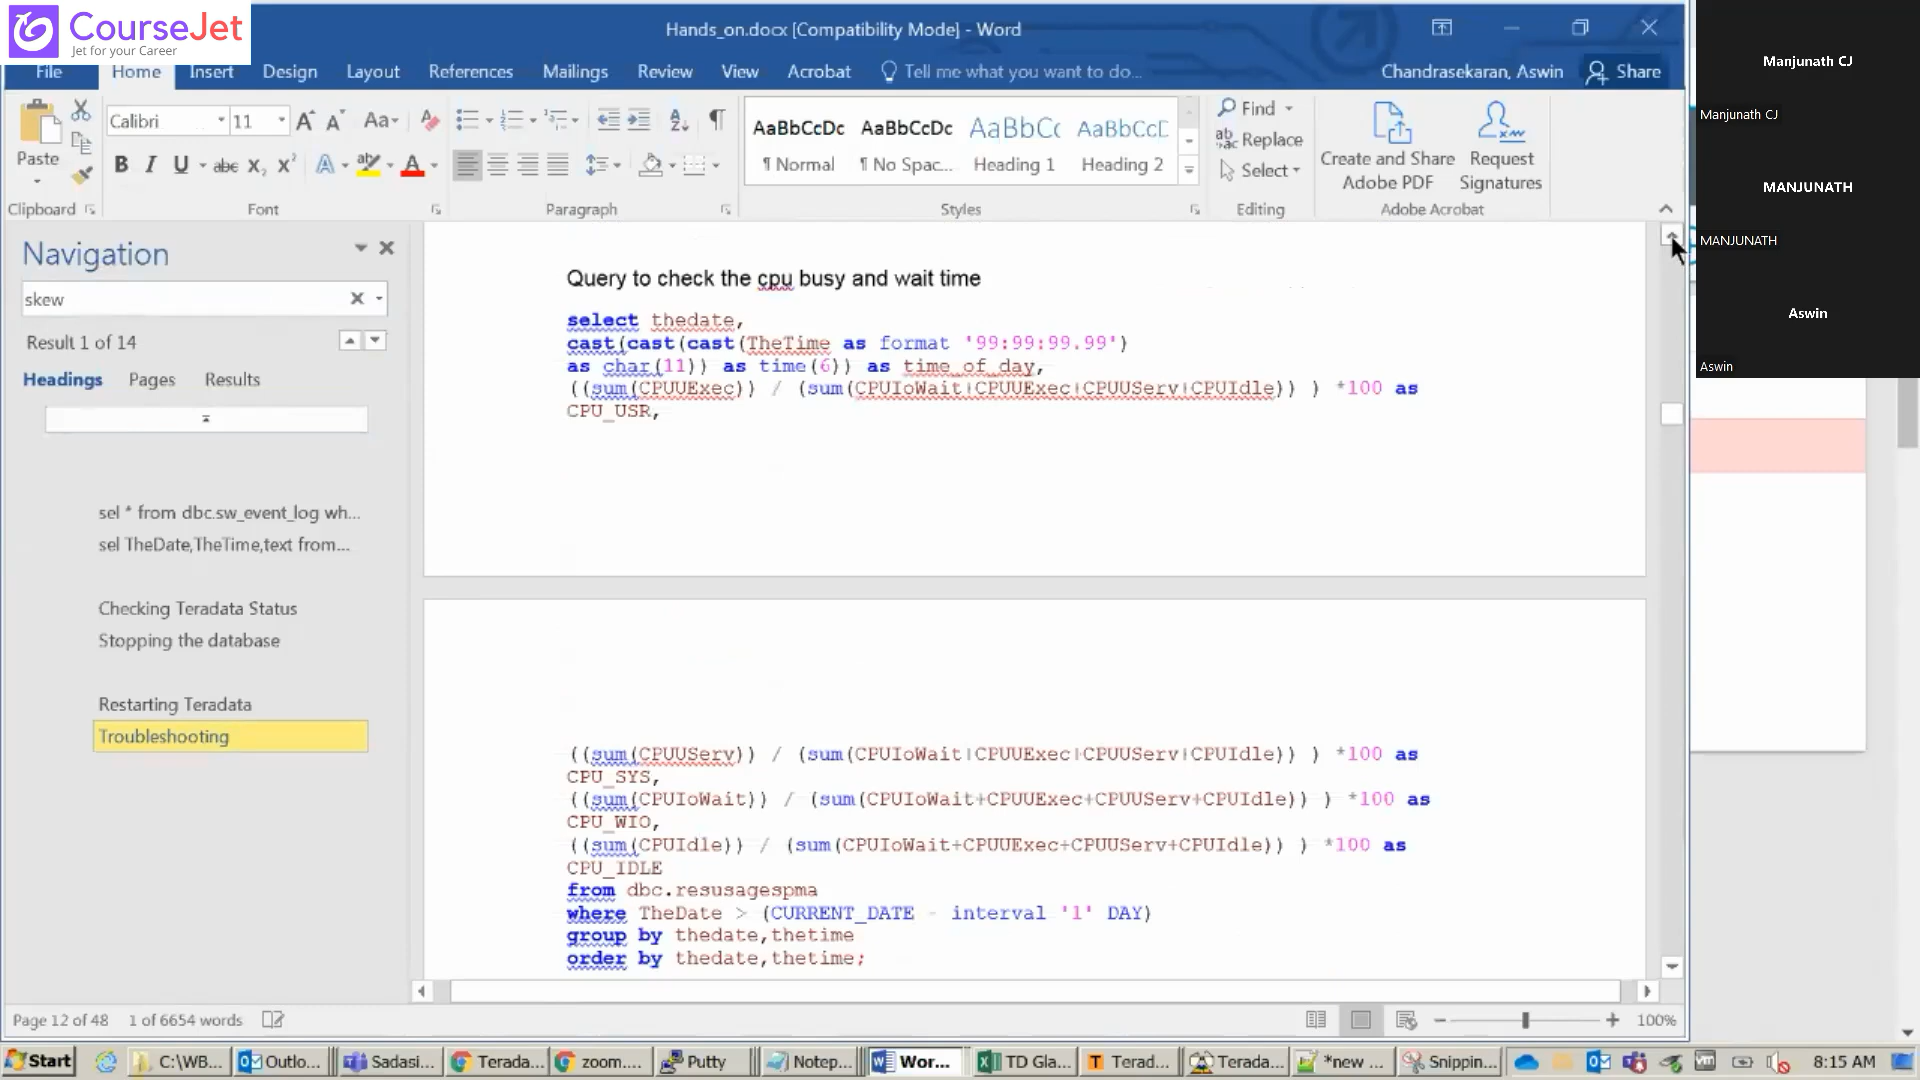 CourseJet
Jet for your Career
Hands_on.docx [Compatibility Mode] - Word
File Home Insert Design Layout References Mailings Review View Acrobat Tell me what you want to do... Chandrasekaran, Aswin Share
Paste
Clipboard
Calibri 11
Font
Paragraph
AaBbCcDc AaBbCcDc AaBbCc AaBbCcD
¶ Normal ¶ No Spac... Heading 1 Heading 2
Styles
Find
Replace
Select
Editing
Create and Share Adobe PDF
Request Signatures
Adobe Acrobat
Manjunath CJ
Manjunath CJ
MANJUNATH
MANJUNATH
Aswin
Aswin
Navigation
skew
Result 1 of 14
Headings Pages Results
sel * from dbc.sw_event_log wh...
sel TheDate,TheTime,text from...
Checking Teradata Status
Stopping the database
Restarting Teradata
Troubleshooting
Query to check the cpu busy and wait time
select thedate,
cast(cast(cast(TheTime as format '99:99:99.99')
as char(11)) as time(6)) as time_of_day,
((sum(CPUUExec)) / (sum(CPUIoWait+CPUUExec+CPUUServ+CPUIdle)) ) *100 as
CPU_USR,
((sum(CPUUServ)) / (sum(CPUIoWait+CPUUExec+CPUUServ+CPUIdle)) ) *100 as
CPU_SYS,
((sum(CPUIoWait)) / (sum(CPUIoWait+CPUUExec+CPUUServ+CPUIdle)) ) *100 as
CPU_WIO,
((sum(CPUIdle)) / (sum(CPUIoWait+CPUUExec+CPUUServ+CPUIdle)) ) *100 as
CPU_IDLE
from dbc.resusagespma
where TheDate > (CURRENT_DATE - interval '1' DAY)
group by thedate,thetime
order by thedate,thetime;
Page 12 of 48 1 of 6654 words 100%
Start C:\WB... Outlo... Sadasi... Terada... zoom.... Putty Notep... Wor... TD Gla... Terad... Terada... *new ... Snippin... 8:15 AM